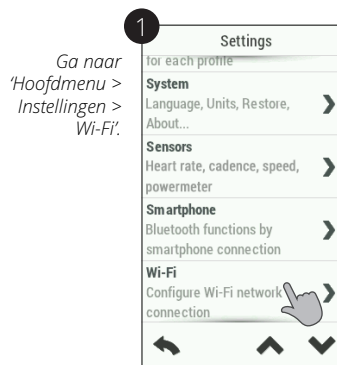 1
Ga naar
'Hoofdmenu >
Instellingen >
Wi-Fi'.
Settings
for each profile
System
Language, Units, Restore,
About...
Sensors
Heart rate, cadence, speed,
powermeter
Smartphone
Bluetooth functions by
smartphone connection
Wi-Fi
Configure Wi-Fi network
connection